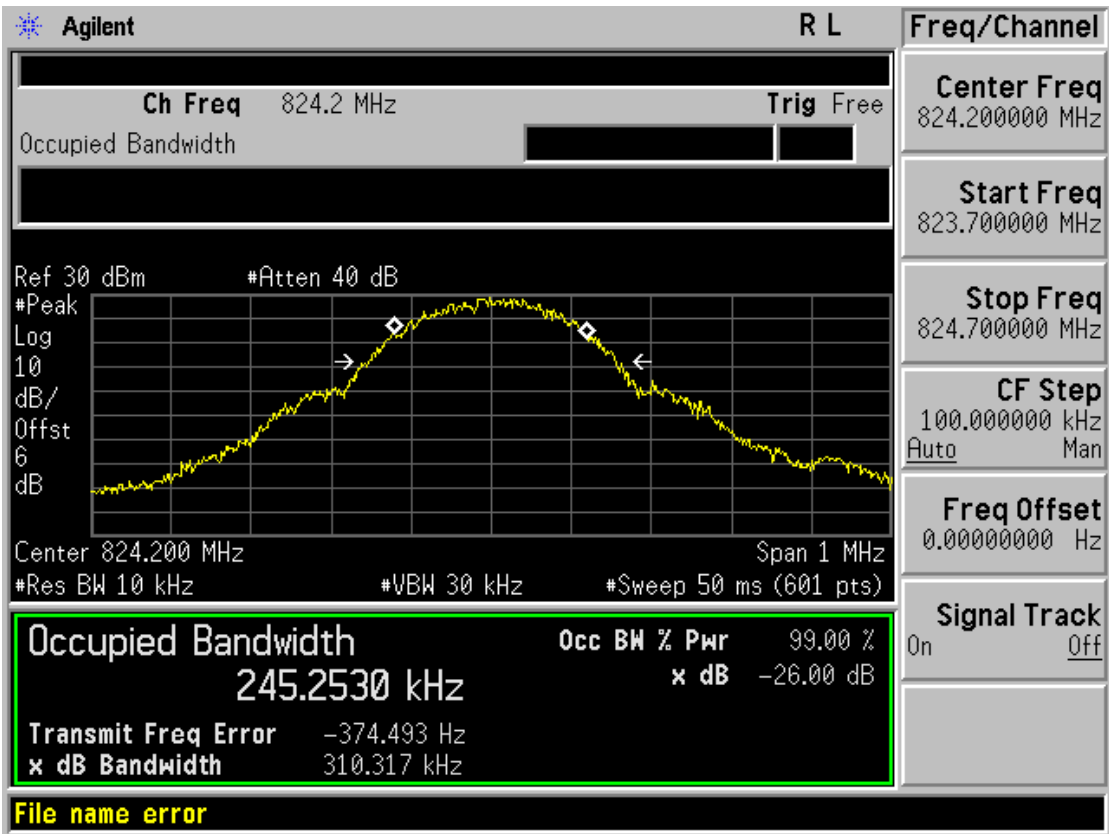 Agilent R L Freq/Channel
Ch Freq 824.2 MHz Trig Free
Occupied Bandwidth
Center Freq
824.200000 MHz
Start Freq
823.700000 MHz
Stop Freq
824.700000 MHz
CF Step
100.000000 kHz
Auto Man
Freq Offset
0.00000000 Hz
Signal Track
On Off
Ref 30 dBm #Atten 40 dB
#Peak
Log
10
dB/
Offst
6
dB
Center 824.200 MHz Span 1 MHz
#Res BW 10 kHz #VBW 30 kHz #Sweep 50 ms (601 pts)
Occupied Bandwidth Occ BW % Pwr 99.00 %
245.2530 kHz x dB -26.00 dB
Transmit Freq Error -374.493 Hz
x dB Bandwidth 310.317 kHz
File name error